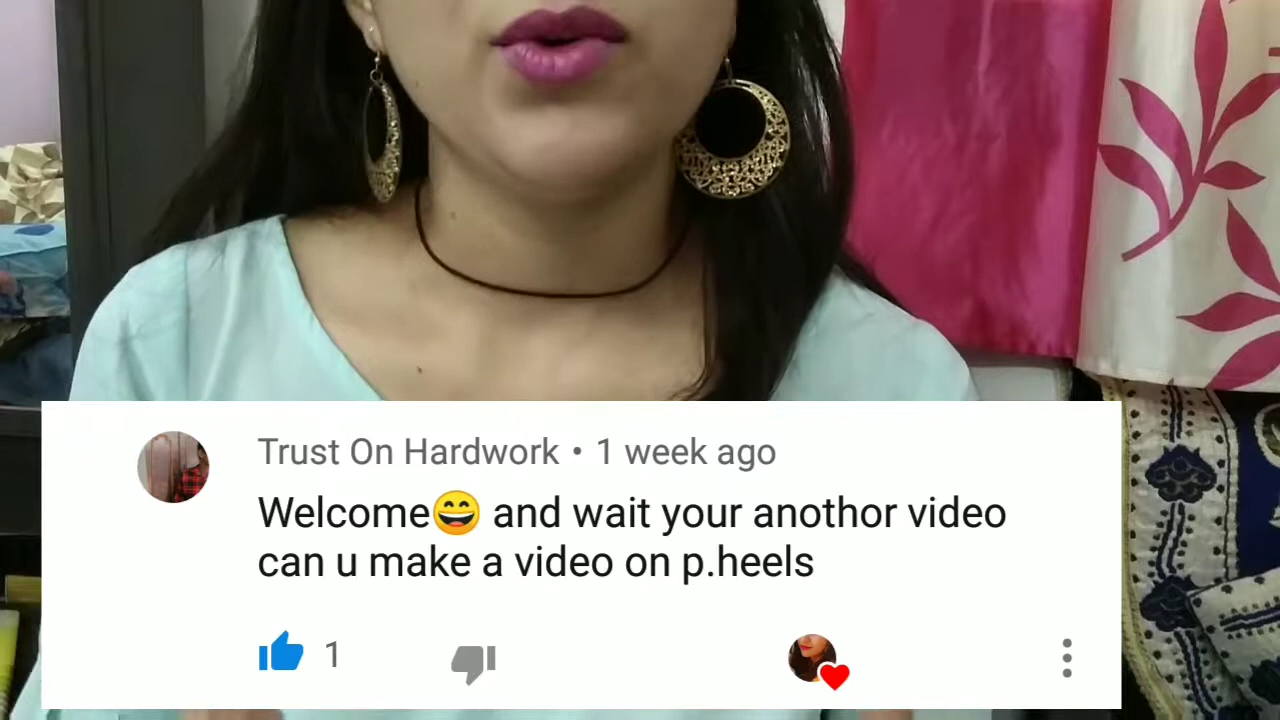 Trust On Hardwork • 1 week ago
Welcome😄 and wait your anothor video
can u make a video on p.heels
1